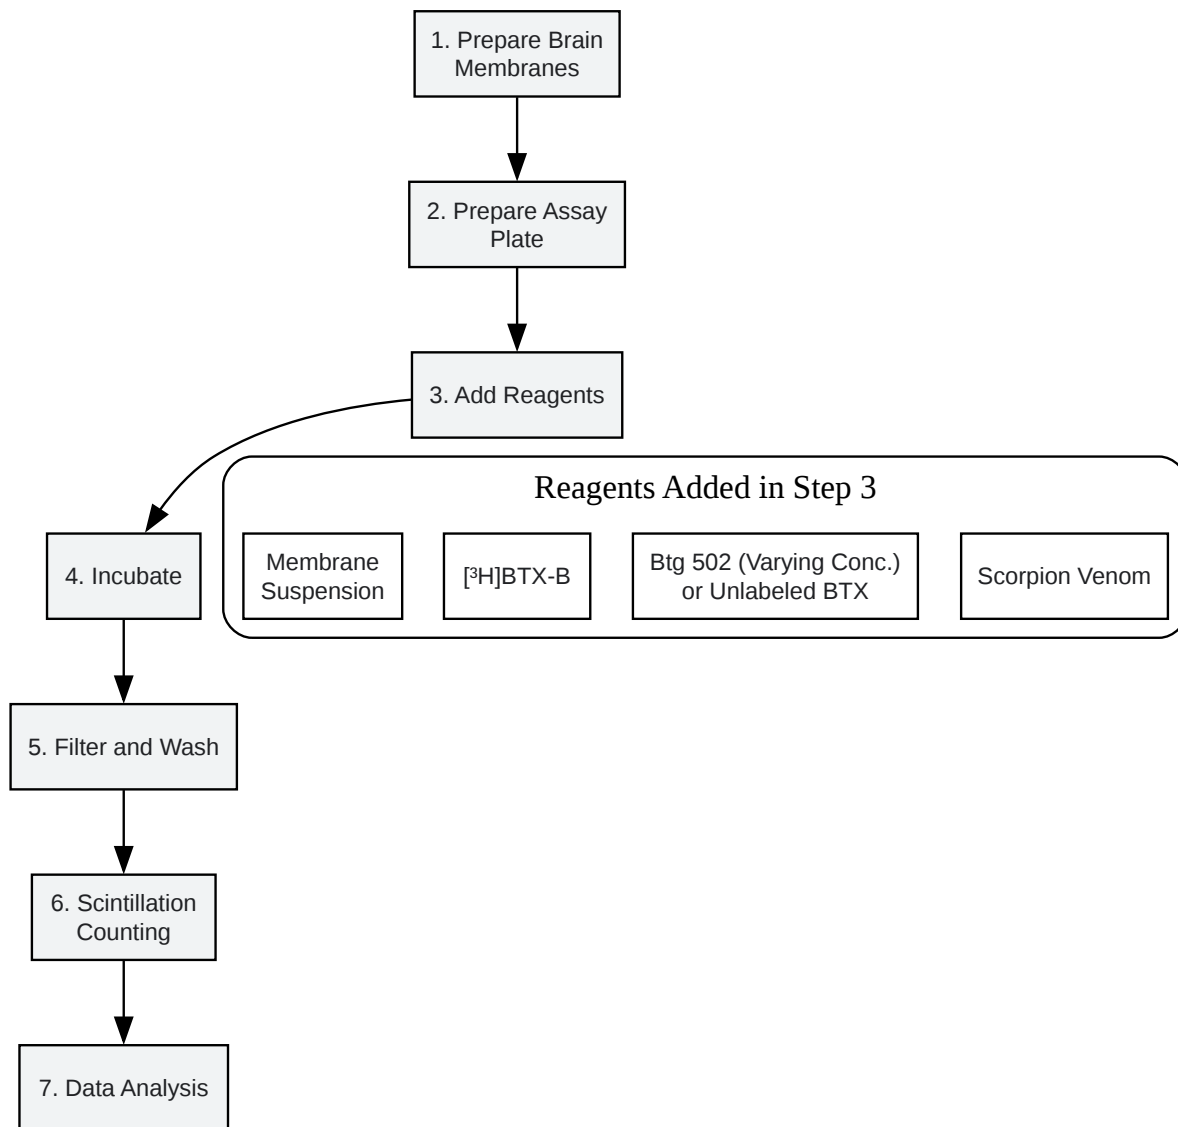 1. Prepare Brain
Membranes
2. Prepare Assay
Plate
3. Add Reagents
Reagents Added in Step 3
4. Incubate
Membrane
Suspension
[³H]BTX-B
Btg 502 (Varying Conc.)
or Unlabeled BTX
Scorpion Venom
5. Filter and Wash
6. Scintillation
Counting
7. Data Analysis